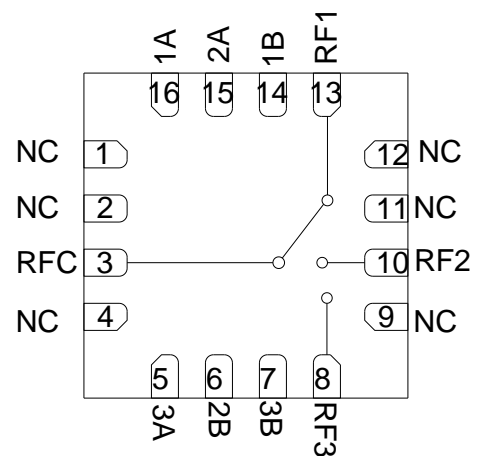 1A 2A 1B RF1
16 15 14 13
NC 1 12 NC
NC 2 11 NC
RFC 3 10 RF2
NC 4 9 NC
5 6 7 8
3A 2B 3B RF3